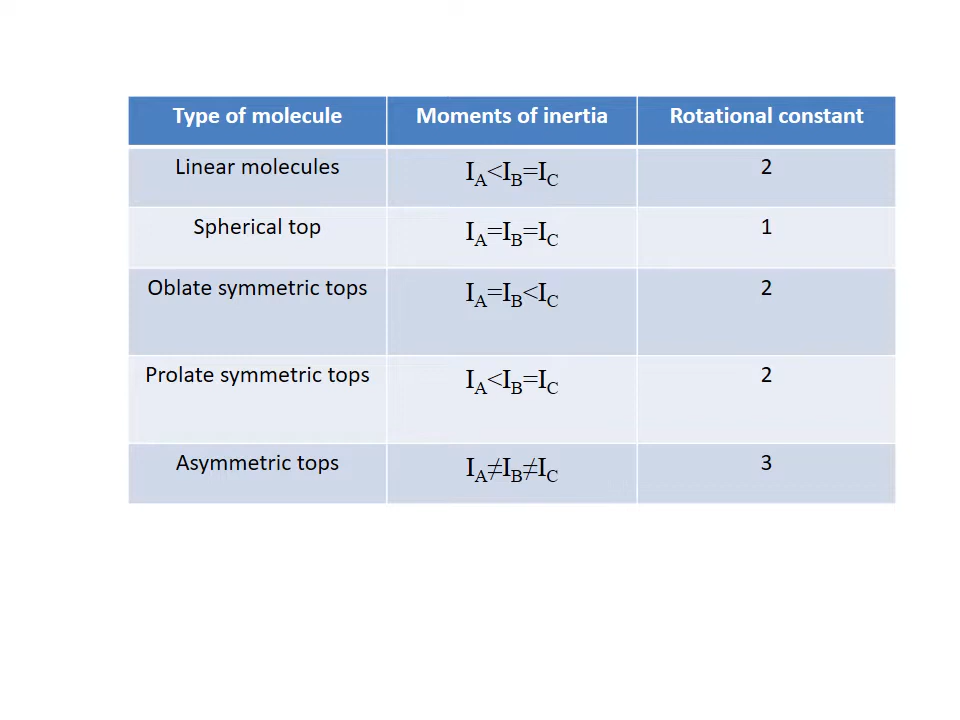 Type of molecule Moments of inertia Rotational constant
Linear molecules I_A<I_B=I_C 2
Spherical top I_A=I_B=I_C 1
Oblate symmetric tops I_A=I_B<I_C 2
Prolate symmetric tops I_A<I_B=I_C 2
Asymmetric tops I_A≠I_B≠I_C 3